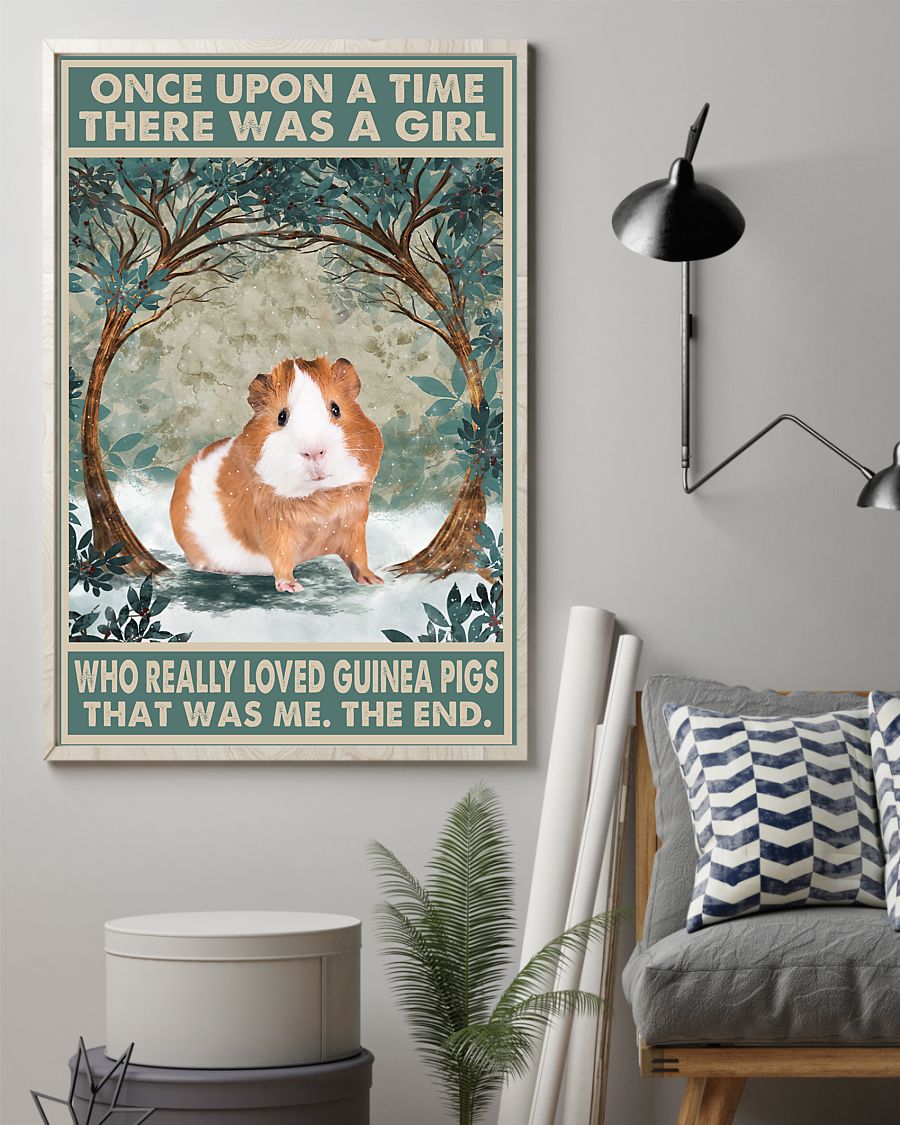 ONCE UPON A TIME
THERE WAS A GIRL
WHO REALLY LOVED GUINEA PIGS
THAT WAS ME. THE END.